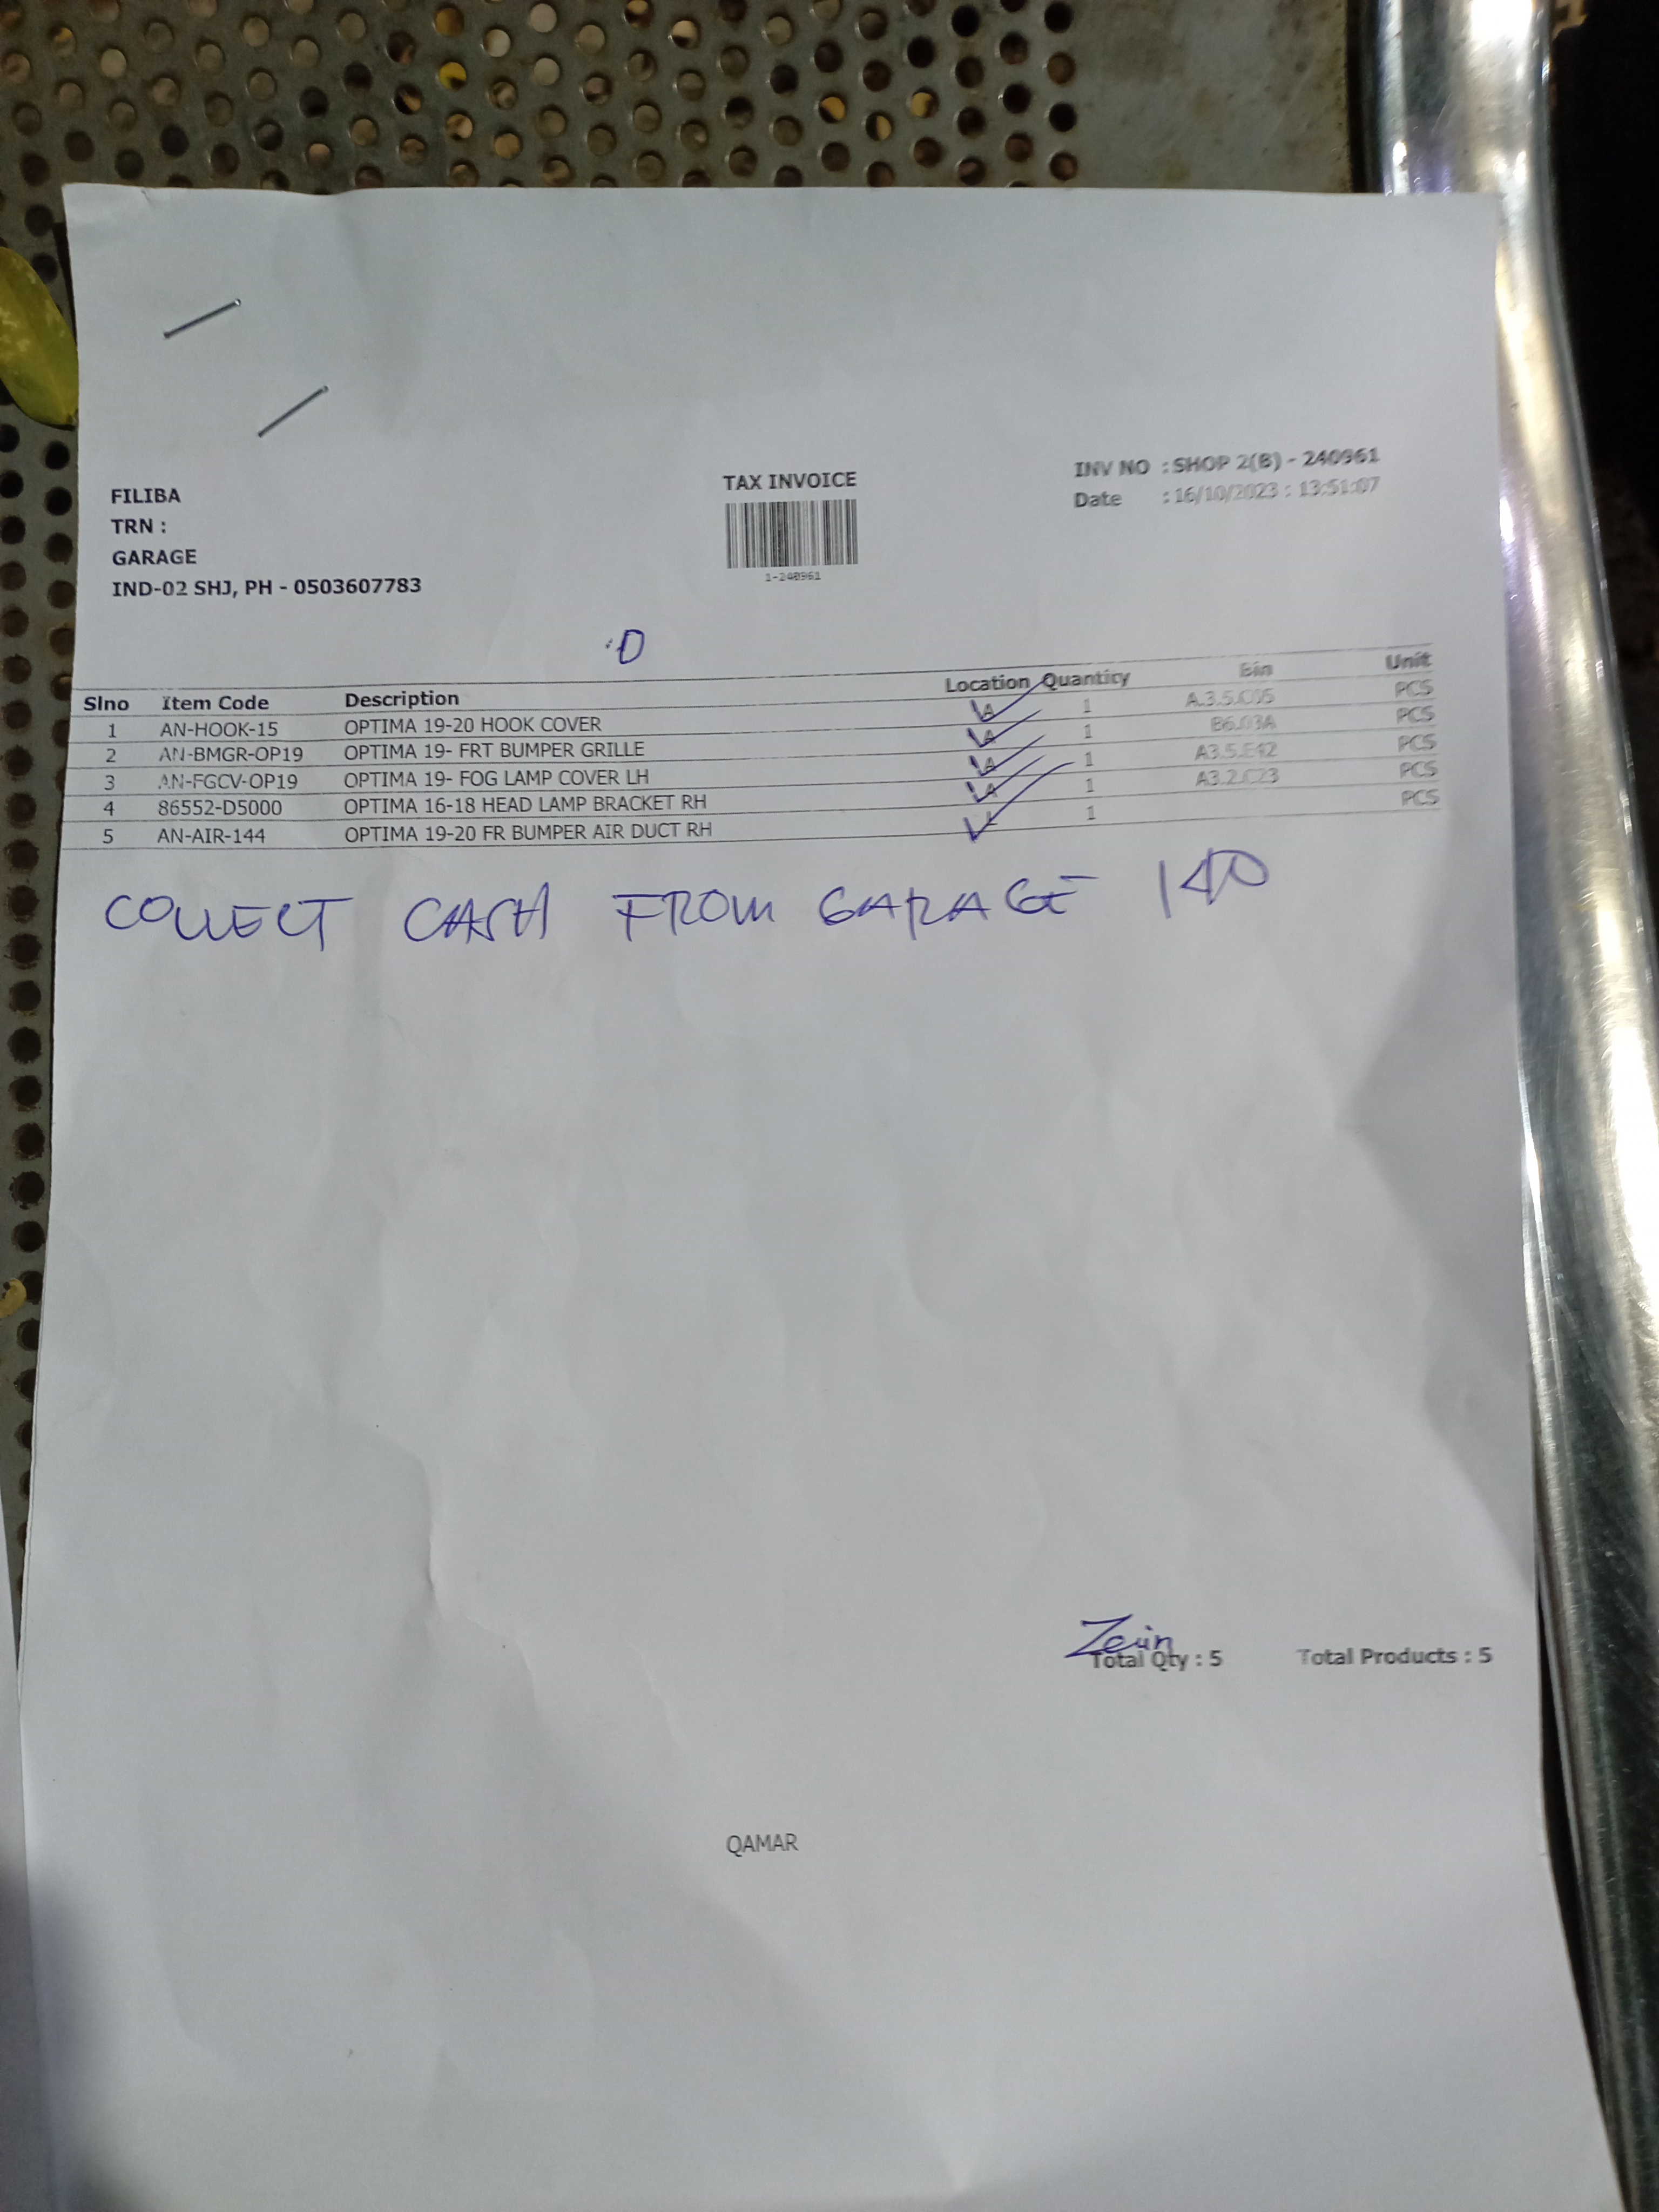 FILIBA
TRN :
GARAGE
IND-02 SHJ, PH - 0503607783
TAX INVOICE
1-240961
INV NO : SHOP 2(B) - 240961
Date : 16/10/2023 : 13:51:07
Slno Item Code Description Location Quantity Bin Unit
1 AN-HOOK-15 OPTIMA 19-20 HOOK COVER A 1 A.3.5.C05 PCS
2 AN-BMGR-OP19 OPTIMA 19- FRT BUMPER GRILLE A 1 B6.03A PCS
3 AN-FGCV-OP19 OPTIMA 19- FOG LAMP COVER LH A 1 A3.5.E42 PCS
4 86552-D5000 OPTIMA 16-18 HEAD LAMP BRACKET RH A 1 A3.2.C23 PCS
5 AN-AIR-144 OPTIMA 19-20 FR BUMPER AIR DUCT RH 1 PCS
COLLECT CASH FROM GARAGE 140
Zein
Total Qty : 5 Total Products : 5
QAMAR